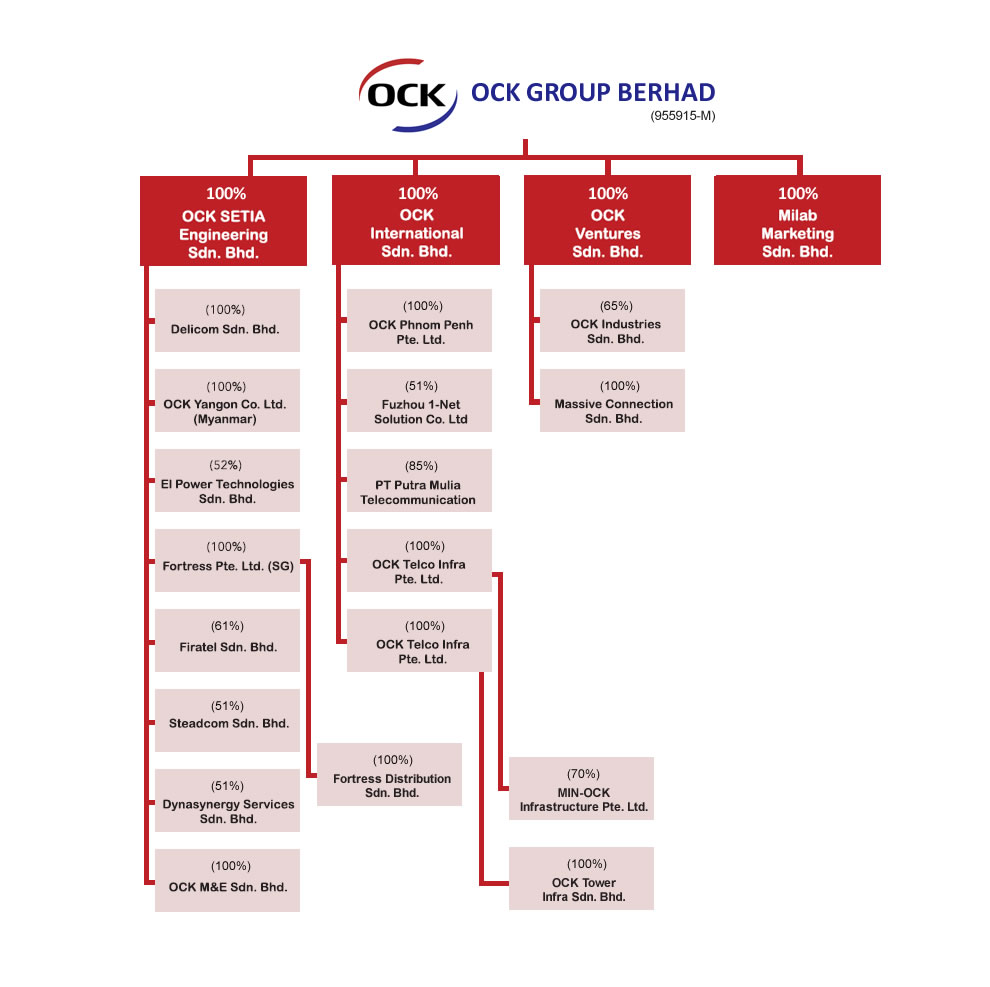 OCK
OCK GROUP BERHAD
(955915-M)
100%
OCK SETIA
Engineering
Sdn. Bhd.
100%
OCK
International
Sdn. Bhd.
100%
OCK
Ventures
Sdn. Bhd.
100%
Milab
Marketing
Sdn. Bhd.
(100%)
Delicom Sdn. Bhd.
(100%)
OCK Yangon Co. Ltd.
(Myanmar)
(52%)
EI Power Technologies
Sdn. Bhd.
(100%)
Fortress Pte. Ltd. (SG)
(61%)
Firatel Sdn. Bhd.
(51%)
Steadcom Sdn. Bhd.
(51%)
Dynasynergy Services
Sdn. Bhd.
(100%)
OCK M&E Sdn. Bhd.
(100%)
Fortress Distribution
Sdn. Bhd.
(100%)
OCK Phnom Penh
Pte. Ltd.
(51%)
Fuzhou 1-Net
Solution Co. Ltd
(85%)
PT Putra Mulia
Telecommunication
(100%)
OCK Telco Infra
Pte. Ltd.
(100%)
OCK Telco Infra
Pte. Ltd.
(70%)
MIN-OCK
Infrastructure Pte. Ltd.
(100%)
OCK Tower
Infra Sdn. Bhd.
(65%)
OCK Industries
Sdn. Bhd.
(100%)
Massive Connection
Sdn. Bhd.